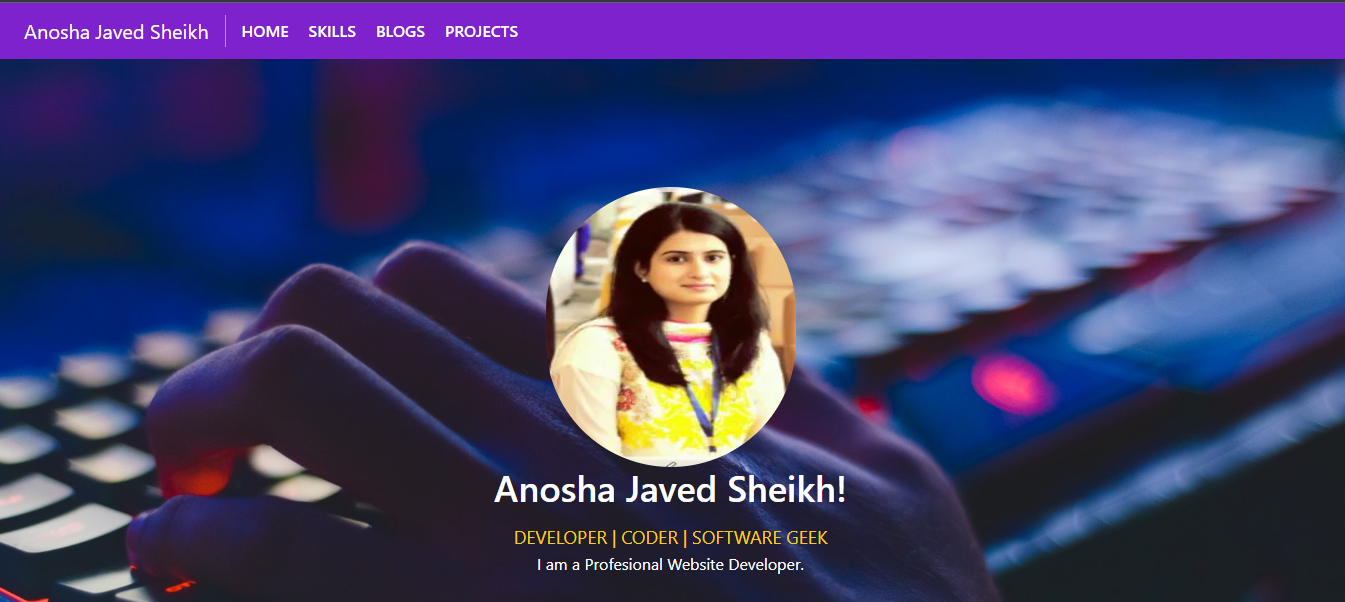 Anosha Javed Sheikh HOME SKILLS BLOGS PROJECTS
Anosha Javed Sheikh!
DEVELOPER | CODER | SOFTWARE GEEK
I am a Profesional Website Developer.